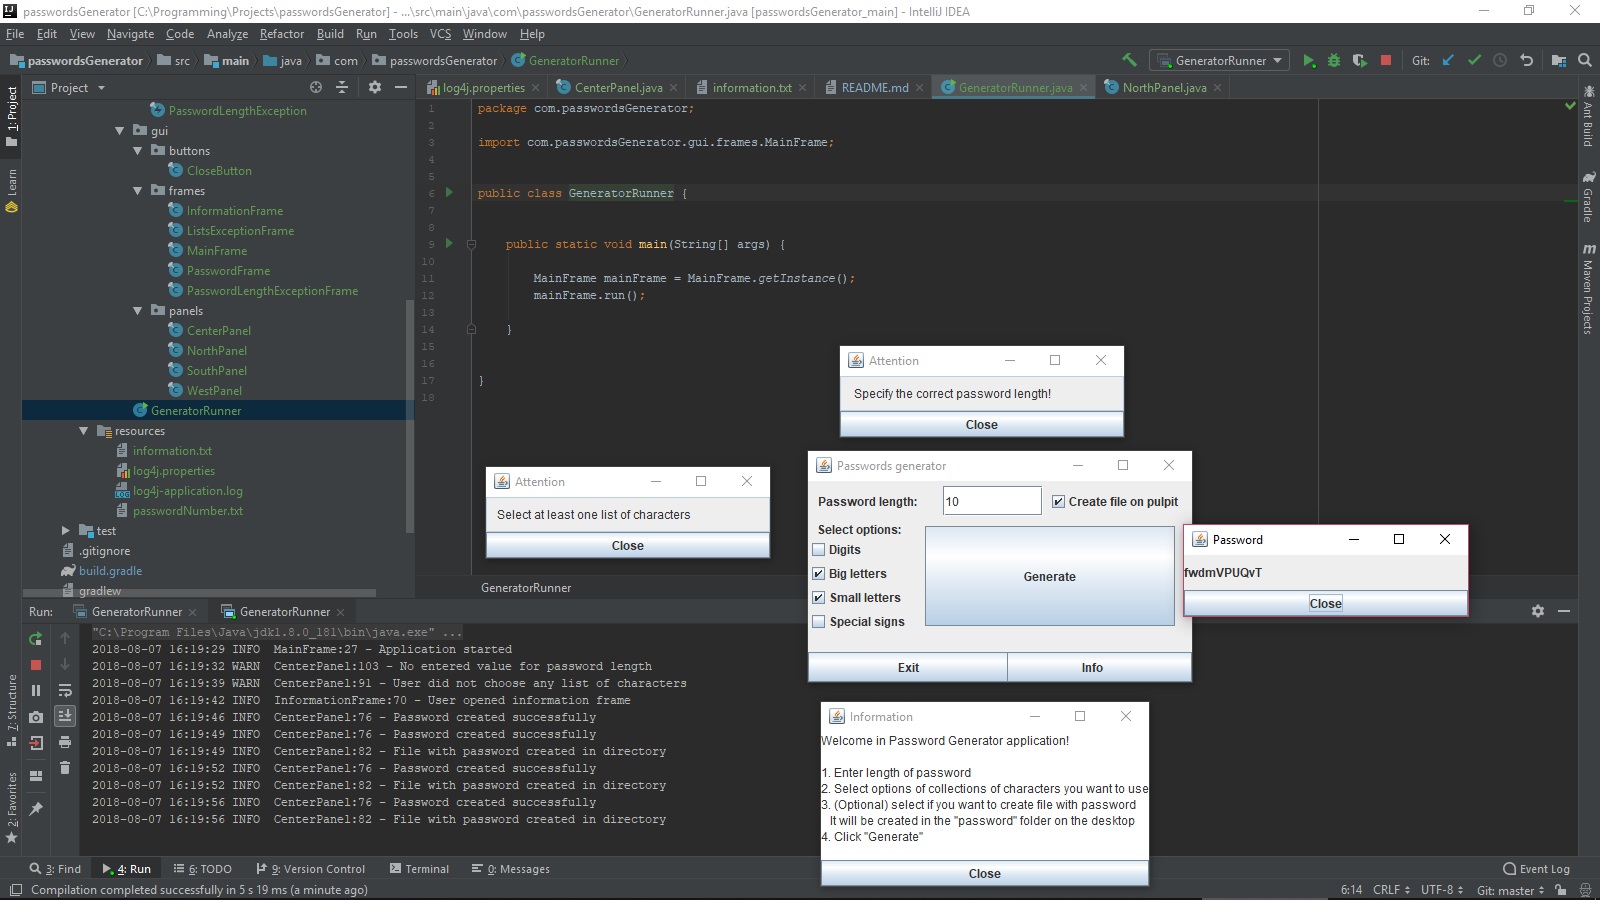 passwordsGenerator [C:\Programming\Projects\passwordsGenerator] - ...\src\main\java\com\passwordsGenerator\GeneratorRunner.java [passwordsGenerator_main] - IntelliJ IDEA
File Edit View Navigate Code Analyze Refactor Build Run Tools VCS Window Help
passwordsGenerator src main java com passwordsGenerator GeneratorRunner
GeneratorRunner Git:
Project
log4j.properties CenterPanel.java information.txt README.md GeneratorRunner.java NorthPanel.java
1: Project
Learn
7: Structure
2: Favorites
PasswordLengthException
gui
buttons
CloseButton
frames
InformationFrame
ListsExceptionFrame
MainFrame
PasswordFrame
PasswordLengthExceptionFrame
panels
CenterPanel
NorthPanel
SouthPanel
WestPanel
GeneratorRunner
resources
information.txt
log4j.properties
log4j-application.log
passwordNumber.txt
test
.gitignore
build.gradle
gradlew
1 package com.passwordsGenerator;
2
3 import com.passwordsGenerator.gui.frames.MainFrame;
4
5
6 public class GeneratorRunner {
7
8
9 public static void main(String[] args) {
10
11 MainFrame mainFrame = MainFrame.getInstance();
12 mainFrame.run();
13
14 }
15
16
17 }
18
GeneratorRunner
Ant Build
Gradle
Maven Projects
Attention
Specify the correct password length!
Close
Attention
Select at least one list of characters
Close
Passwords generator
Password length: 10 Create file on pulpit
Select options:
Digits
Big letters
Small letters
Special signs
Generate
Exit Info
Password
fwdmVPUQvT
Close
Information
Welcome in Password Generator application!
1. Enter length of password
2. Select options of collections of characters you want to use
3. (Optional) select if you want to create file with password
It will be created in the "password" folder on the desktop
4. Click "Generate"
Close
Run: GeneratorRunner GeneratorRunner
"C:\Program Files\Java\jdk1.8.0_181\bin\java.exe" ...
2018-08-07 16:19:29 INFO MainFrame:27 - Application started
2018-08-07 16:19:32 WARN CenterPanel:103 - No entered value for password length
2018-08-07 16:19:39 WARN CenterPanel:91 - User did not choose any list of characters
2018-08-07 16:19:42 INFO InformationFrame:70 - User opened information frame
2018-08-07 16:19:46 INFO CenterPanel:76 - Password created successfully
2018-08-07 16:19:49 INFO CenterPanel:76 - Password created successfully
2018-08-07 16:19:49 INFO CenterPanel:82 - File with password created in directory
2018-08-07 16:19:52 INFO CenterPanel:76 - Password created successfully
2018-08-07 16:19:52 INFO CenterPanel:82 - File with password created in directory
2018-08-07 16:19:56 INFO CenterPanel:76 - Password created successfully
2018-08-07 16:19:56 INFO CenterPanel:82 - File with password created in directory
3: Find 4: Run 6: TODO 9: Version Control Terminal 0: Messages Event Log
Compilation completed successfully in 5 s 19 ms (a minute ago) 6:14 CRLF UTF-8 Git: master